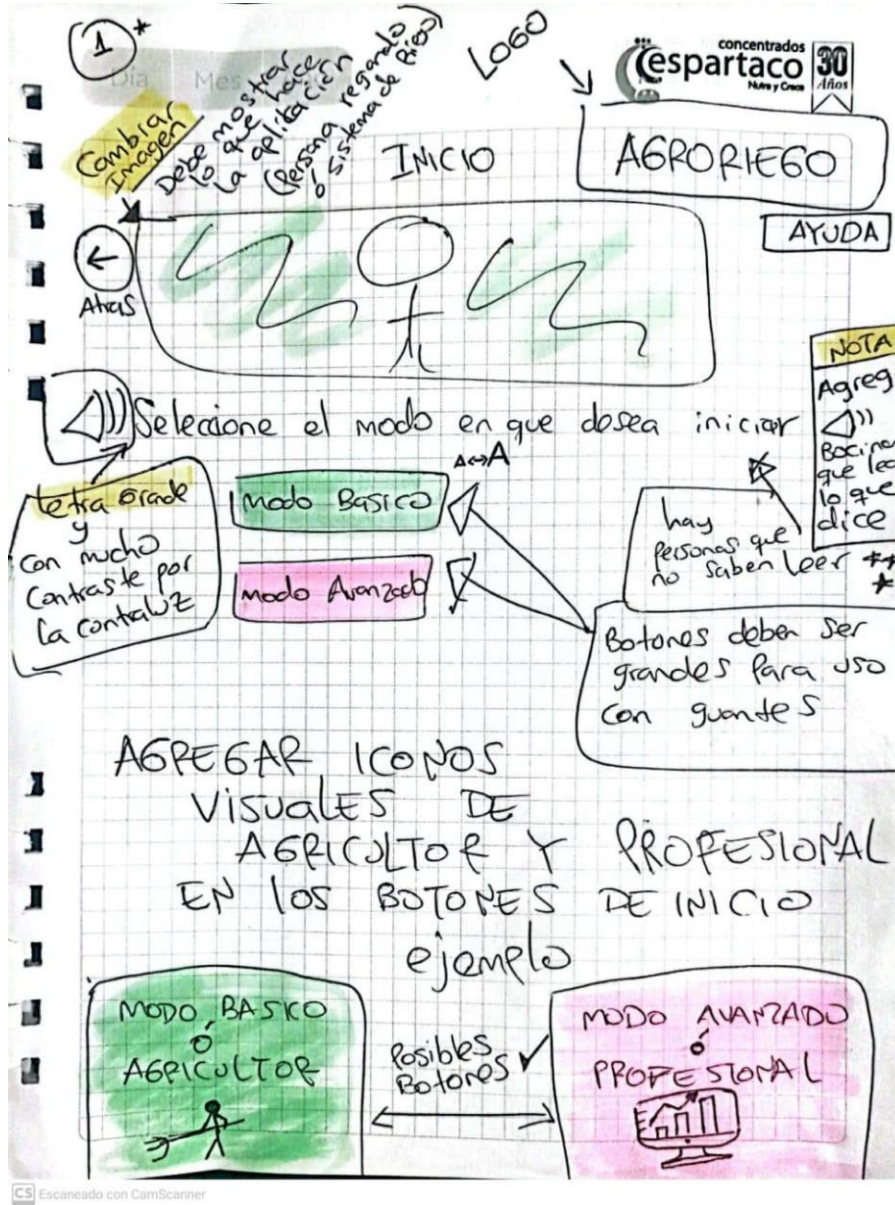 1 *
Día Mes
LOGO
concentrados
espartaco
Nutre y Crece
30
Años
Cambiar
Imagen
Debe mostrar
lo que hace
la aplicación
(Persona regando
ó sistema de Riego)
INICIO
AGRORIEGO
AYUDA
Atras
Seleccione el modo en que desea iniciar
NOTA
Agreg
Bocina
que lea
lo que
dice
letra Grade
y
con mucho
contraste por
la contraluz
A↔A
Modo Basico
Modo Avanzado
hay
Personas que
no saben leer **
*
Botones deben ser
grandes Para uso
con guantes
AGREGAR ICONOS
VISUALES DE
AGRICULTOR Y PROFESIONAL
EN LOS BOTONES DE INICIO
ejemplo
MODO BASICO
ó
AGRICULTOR
Posibles
Botones ✓
MODO AVANZADO
ó
PROFESIONAL
CS Escaneado con CamScanner